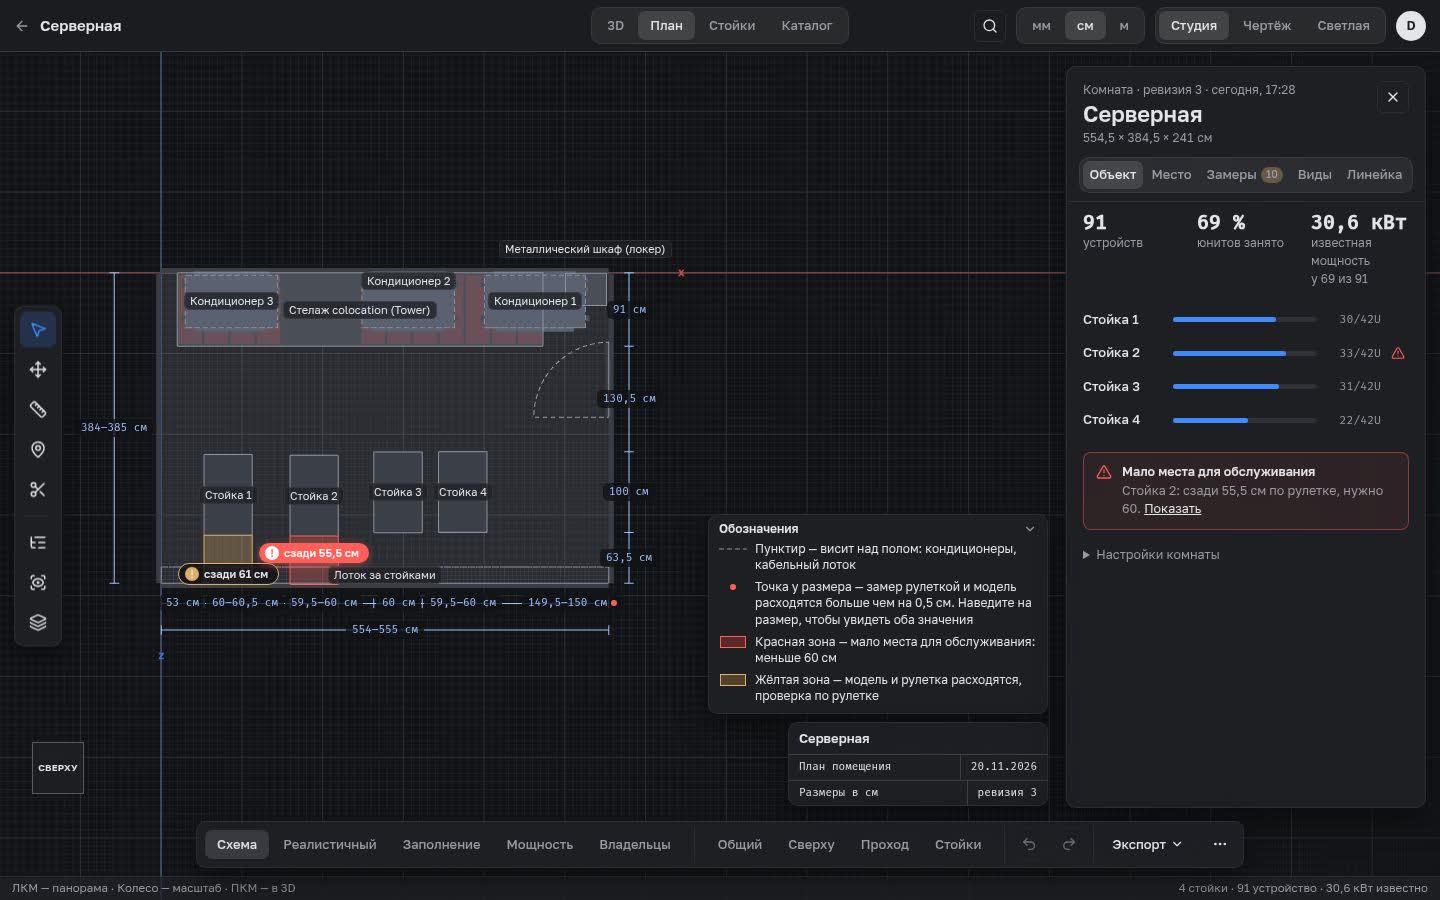 Серверная
3D План Стойки Каталог
мм см м
Студия Чертёж Светлая
D
Комната · ревизия 3 · сегодня, 17:28
Серверная
554,5 × 384,5 × 241 см
Объект Место Замеры 10 Виды Линейка
91
устройств
69 %
юнитов занято
30,6 кВт
известная
мощность
у 69 из 91
Стойка 1 30/42U
Стойка 2 33/42U
Стойка 3 31/42U
Стойка 4 22/42U
Мало места для обслуживания
Стойка 2: сзади 55,5 см по рулетке, нужно
60. Показать
Настройки комнаты
Металлический шкаф (локер)
x
Кондиционер 2
Кондиционер 3
Кондиционер 1
Стелаж colocation (Tower)
91 см
130,5 см
384–385 см
Стойка 1
Стойка 2
Стойка 3
Стойка 4
100 см
сзади 55,5 см
63,5 см
сзади 61 см
Лоток за стойками
53 см · 60–60,5 см · 59,5–60 см 60 см 59,5–60 см 149,5–150 см
554–555 см
z
Обозначения
Пунктир — висит над полом: кондиционеры,
кабельный лоток
Точка у размера — замер рулеткой и модель
расходятся больше чем на 0,5 см. Наведите на
размер, чтобы увидеть оба значения
Красная зона — мало места для обслуживания:
меньше 60 см
Жёлтая зона — модель и рулетка расходятся,
проверка по рулетке
Серверная
План помещения 20.11.2026
Размеры в см ревизия 3
СВЕРХУ
Схема Реалистичный Заполнение Мощность Владельцы Общий Сверху Проход Стойки Экспорт
ЛКМ — панорама · Колесо — масштаб · ПКМ — в 3D
4 стойки · 91 устройство · 30,6 кВт известно